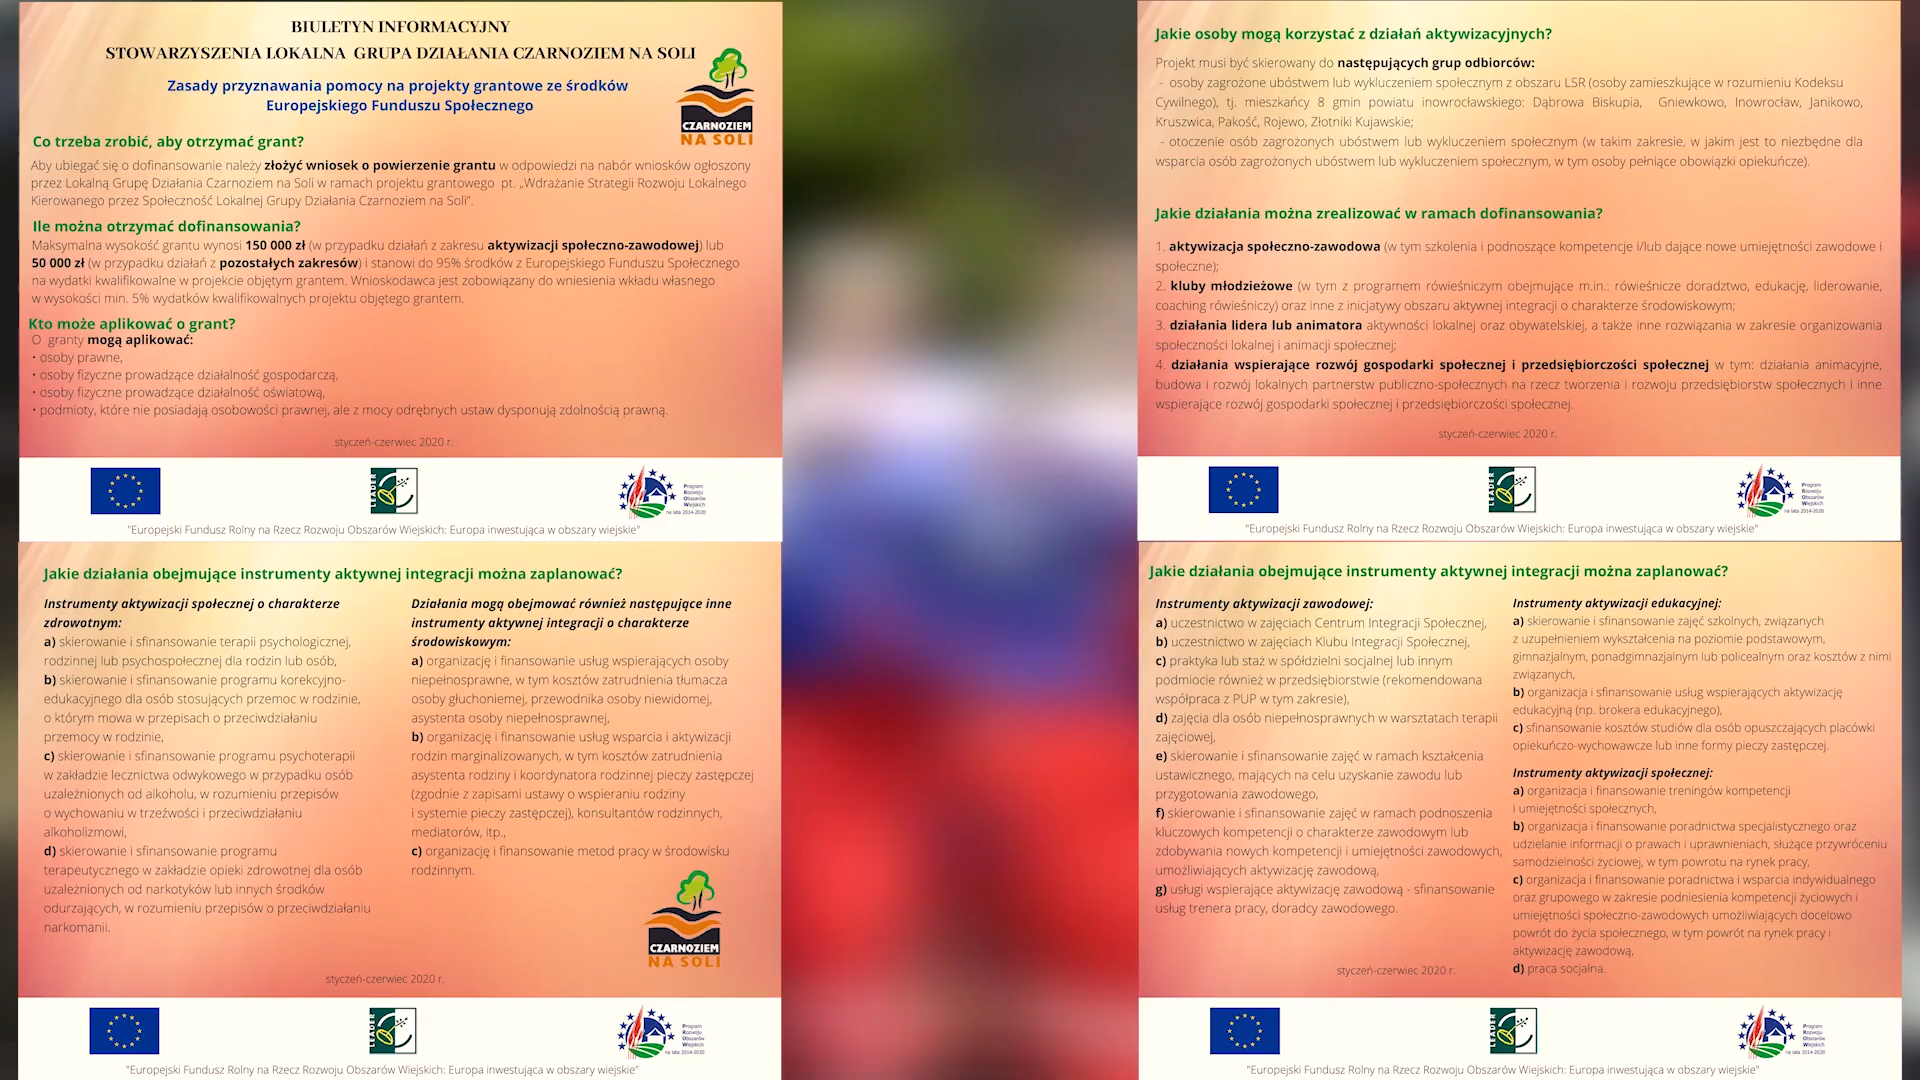 BIULETYN INFORMACYJNY
STOWARZYSZENIA LOKALNA GRUPA DZIAŁANIA CZARNOZIEM NA SOLI
Zasady przyznawania pomocy na projekty grantowe ze środków
Europejskiego Funduszu Społecznego
CZARNOZIEM
NA SOLI
Co trzeba zrobić, aby otrzymać grant?
Aby ubiegać się o dofinansowanie należy złożyć wniosek o powierzenie grantu w odpowiedzi na nabór wniosków ogłoszony
przez Lokalną Grupę Działania Czarnoziem na Soli w ramach projektu grantowego pt. „Wdrażanie Strategii Rozwoju Lokalnego
Kierowanego przez Społeczność Lokalnej Grupy Działania Czarnoziem na Soli”.
Ile można otrzymać dofinansowania?
Maksymalna wysokość grantu wynosi 150 000 zł (w przypadku działań z zakresu aktywizacji społeczno-zawodowej) lub
50 000 zł (w przypadku działań z pozostałych zakresów) i stanowi do 95% środków z Europejskiego Funduszu Społecznego
na wydatki kwalifikowalne w projekcie objętym grantem. Wnioskodawca jest zobowiązany do wniesienia wkładu własnego
w wysokości min. 5% wydatków kwalifikowalnych projektu objętego grantem.
Kto może aplikować o grant?
O granty mogą aplikować:
• osoby prawne,
• osoby fizyczne prowadzące działalność gospodarczą,
• osoby fizyczne prowadzące działalność oświatową,
• podmioty, które nie posiadają osobowości prawnej, ale z mocy odrębnych ustaw dysponują zdolnością prawną.
styczeń-czerwiec 2020 r.
LEADER
Program
Rozwoju
Obszarów
Wiejskich
na lata 2014-2020
"Europejski Fundusz Rolny na Rzecz Rozwoju Obszarów Wiejskich: Europa inwestująca w obszary wiejskie"
Jakie osoby mogą korzystać z działań aktywizacyjnych?
Projekt musi być skierowany do następujących grup odbiorców:
- osoby zagrożone ubóstwem lub wykluczeniem społecznym z obszaru LSR (osoby zamieszkujące w rozumieniu Kodeksu
Cywilnego), tj. mieszkańcy 8 gmin powiatu inowrocławskiego: Dąbrowa Biskupia, Gniewkowo, Inowrocław, Janikowo,
Kruszwica, Pakość, Rojewo, Złotniki Kujawskie;
- otoczenie osób zagrożonych ubóstwem lub wykluczeniem społecznym (w takim zakresie, w jakim jest to niezbędne dla
wsparcia osób zagrożonych ubóstwem lub wykluczeniem społecznym, w tym osoby pełniące obowiązki opiekuńcze).
Jakie działania można zrealizować w ramach dofinansowania?
1. aktywizacja społeczno-zawodowa (w tym szkolenia i podnoszące kompetencje i/lub dające nowe umiejętności zawodowe i
społeczne);
2. kluby młodzieżowe (w tym z programem rówieśniczym obejmujące m.in.: rówieśnicze doradztwo, edukację, liderowanie,
coaching rówieśniczy) oraz inne z inicjatywy obszaru aktywnej integracji o charakterze środowiskowym;
3. działania lidera lub animatora aktywności lokalnej oraz obywatelskiej, a także inne rozwiązania w zakresie organizowania
społeczności lokalnej i animacji społecznej;
4. działania wspierające rozwój gospodarki społecznej i przedsiębiorczości społecznej w tym: działania animacyjne,
budowa i rozwój lokalnych partnerstw publiczno-społecznych na rzecz tworzenia i rozwoju przedsiębiorstw społecznych i inne
wspierające rozwój gospodarki społecznej i przedsiębiorczości społecznej.
styczeń-czerwiec 2020 r.
LEADER
Program
Rozwoju
Obszarów
Wiejskich
na lata 2014-2020
"Europejski Fundusz Rolny na Rzecz Rozwoju Obszarów Wiejskich: Europa inwestująca w obszary wiejskie"
Jakie działania obejmujące instrumenty aktywnej integracji można zaplanować?
Instrumenty aktywizacji społecznej o charakterze
zdrowotnym:
a) skierowanie i sfinansowanie terapii psychologicznej,
rodzinnej lub psychospołecznej dla rodzin lub osób,
b) skierowanie i sfinansowanie programu korekcyjno-
edukacyjnego dla osób stosujących przemoc w rodzinie,
o którym mowa w przepisach o przeciwdziałaniu
przemocy w rodzinie,
c) skierowanie i sfinansowanie programu psychoterapii
w zakładzie lecznictwa odwykowego w przypadku osób
uzależnionych od alkoholu, w rozumieniu przepisów
o wychowaniu w trzeźwości i przeciwdziałaniu
alkoholizmowi,
d) skierowanie i sfinansowanie programu
terapeutycznego w zakładzie opieki zdrowotnej dla osób
uzależnionych od narkotyków lub innych środków
odurzających, w rozumieniu przepisów o przeciwdziałaniu
narkomanii.
Działania mogą obejmować również następujące inne
instrumenty aktywnej integracji o charakterze
środowiskowym:
a) organizację i finansowanie usług wspierających osoby
niepełnosprawne, w tym kosztów zatrudnienia tłumacza
osoby głuchoniemej, przewodnika osoby niewidomej,
asystenta osoby niepełnosprawnej,
b) organizację i finansowanie usług wsparcia i aktywizacji
rodzin marginalizowanych, w tym kosztów zatrudnienia
asystenta rodziny i koordynatora rodzinnej pieczy zastępczej
(zgodnie z zapisami ustawy o wspieraniu rodziny
i systemie pieczy zastępczej), konsultantów rodzinnych,
mediatorów, itp.,
c) organizację i finansowanie metod pracy w środowisku
rodzinnym.
CZARNOZIEM
NA SOLI
styczeń-czerwiec 2020 r.
LEADER
Program
Rozwoju
Obszarów
Wiejskich
na lata 2014-2020
"Europejski Fundusz Rolny na Rzecz Rozwoju Obszarów Wiejskich: Europa inwestująca w obszary wiejskie"
Jakie działania obejmujące instrumenty aktywnej integracji można zaplanować?
Instrumenty aktywizacji zawodowej:
a) uczestnictwo w zajęciach Centrum Integracji Społecznej,
b) uczestnictwo w zajęciach Klubu Integracji Społecznej,
c) praktyka lub staż w spółdzielni socjalnej lub innym
podmiocie również w przedsiębiorstwie (rekomendowana
współpraca z PUP w tym zakresie),
d) zajęcia dla osób niepełnosprawnych w warsztatach terapii
zajęciowej,
e) skierowanie i sfinansowanie zajęć w ramach kształcenia
ustawicznego, mających na celu uzyskanie zawodu lub
przygotowania zawodowego,
f) skierowanie i sfinansowanie zajęć w ramach podnoszenia
kluczowych kompetencji o charakterze zawodowym lub
zdobywania nowych kompetencji i umiejętności zawodowych,
umożliwiających aktywizację zawodową,
g) usługi wspierające aktywizację zawodową - sfinansowanie
usług trenera pracy, doradcy zawodowego.
Instrumenty aktywizacji edukacyjnej:
a) skierowanie i sfinansowanie zajęć szkolnych, związanych
z uzupełnieniem wykształcenia na poziomie podstawowym,
gimnazjalnym, ponadgimnazjalnym lub policealnym oraz kosztów z nimi
związanych,
b) organizacja i sfinansowanie usług wspierających aktywizację
edukacyjną (np. brokera edukacyjnego),
c) sfinansowanie kosztów studiów dla osób opuszczających placówki
opiekuńczo-wychowawcze lub inne formy pieczy zastępczej.
Instrumenty aktywizacji społecznej:
a) organizacja i finansowanie treningów kompetencji
i umiejętności społecznych,
b) organizacja i finansowanie poradnictwa specjalistycznego oraz
udzielanie informacji o prawach i uprawnieniach, służące przywróceniu
samodzielności życiowej, w tym powrotu na rynek pracy,
c) organizacja i finansowanie poradnictwa i wsparcia indywidualnego
oraz grupowego w zakresie podniesienia kompetencji życiowych i
umiejętności społeczno-zawodowych umożliwiających docelowo
powrót do życia społecznego, w tym powrót na rynek pracy i
aktywizację zawodową,
d) praca socjalna.
styczeń-czerwiec 2020 r.
LEADER
Program
Rozwoju
Obszarów
Wiejskich
na lata 2014-2020
"Europejski Fundusz Rolny na Rzecz Rozwoju Obszarów Wiejskich: Europa inwestująca w obszary wiejskie"